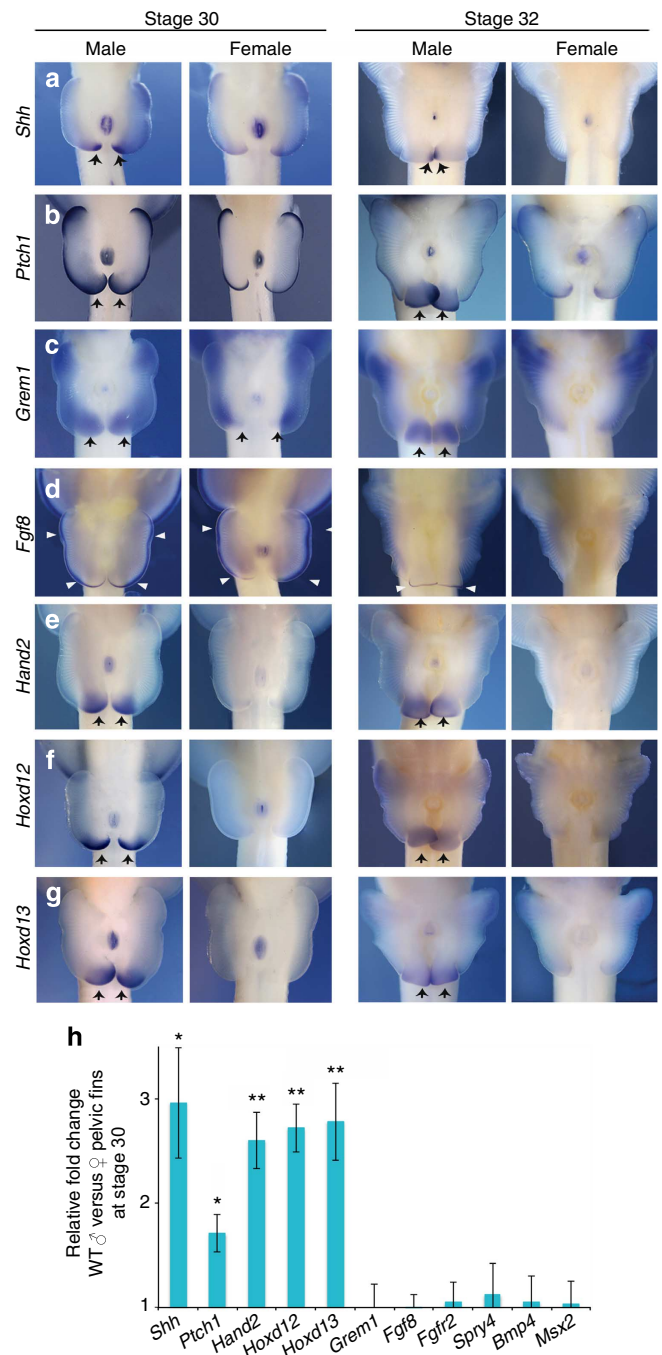 Stage 30 Stage 32
Male Female Male Female
a
Shh
b
Ptch1
c
Grem1
d
Fgf8
e
Hand2
f
Hoxd12
g
Hoxd13
h
Relative fold change
WT ♂ versus ♀ pelvic fins
at stage 30
* * ** ** **
3
2
1
Shh Ptch1 Hand2 Hoxd12 Hoxd13 Grem1 Fgf8 Fgfr2 Spry4 Bmp4 Msx2